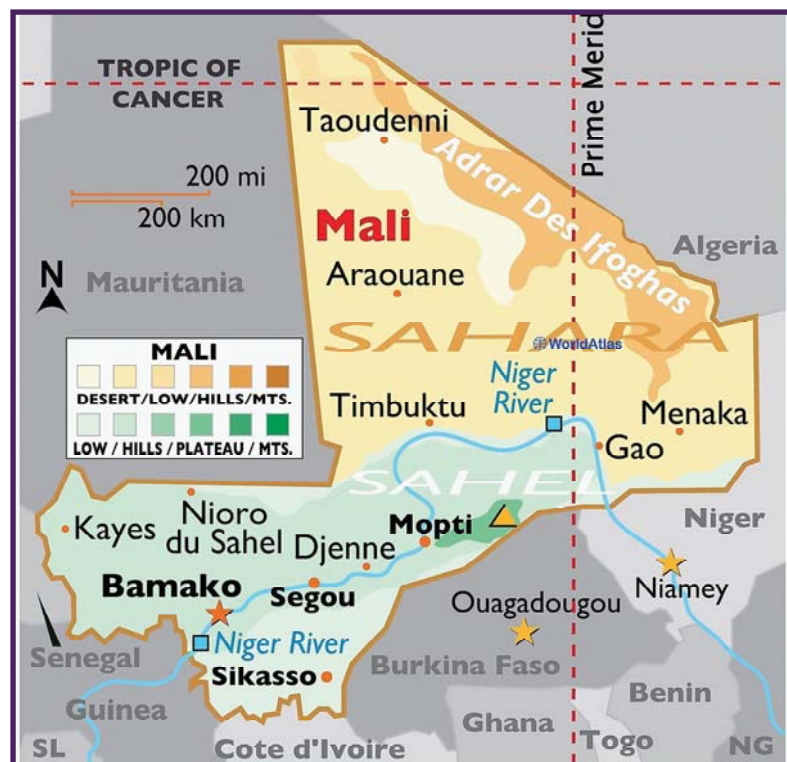 TROPIC OF
CANCER
Prime Merid
Taoudenni
200 mi
200 km
Adrar Des Ifoghas
Mali
Algeria
N
Mauritania
Araouane
SAHARA
WorldAtlas
MALI
DESERT/LOW/HILLS/MTS.
LOW / HILLS / PLATEAU / MTS.
Niger
River
Timbuktu
Menaka
Gao
SAHEL
Kayes
Nioro
du Sahel
Mopti
Niger
Djenne
Bamako
Segou
Niamey
Ouagadougou
Senegal
Niger River
Sikasso
Burkina Faso
Guinea
Benin
Ghana
SL
Cote d'Ivoire
Togo
NG